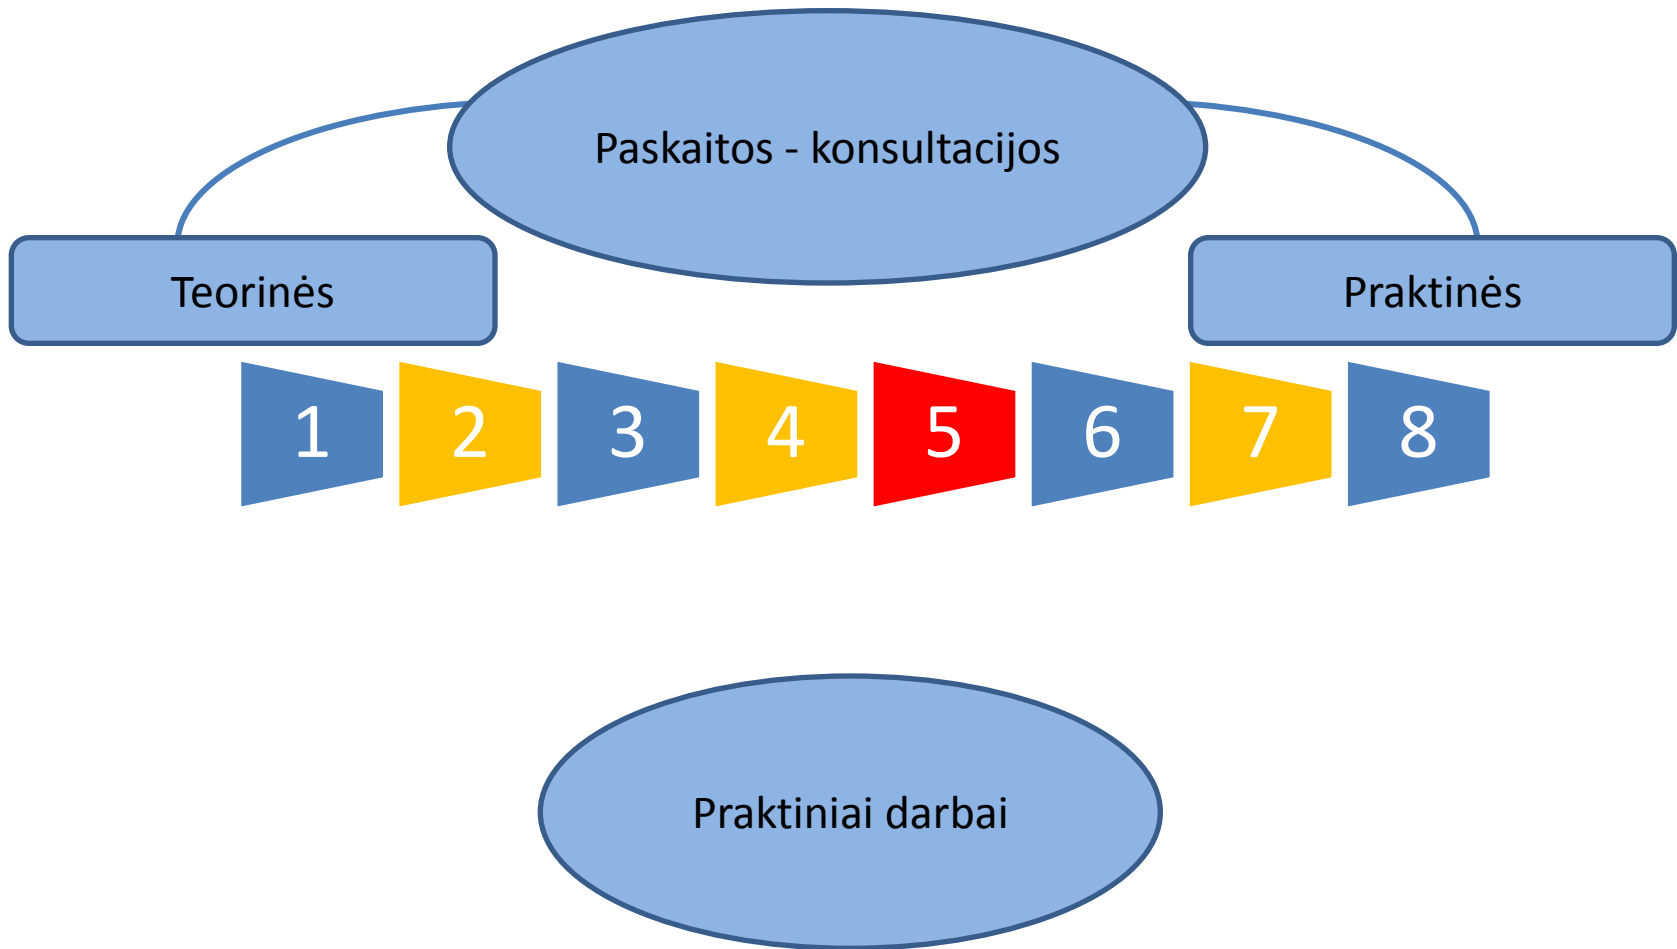 Paskaitos - konsultacijos
Teorinės
Praktinės
1 2 3 4 5 6 7 8
Praktiniai darbai